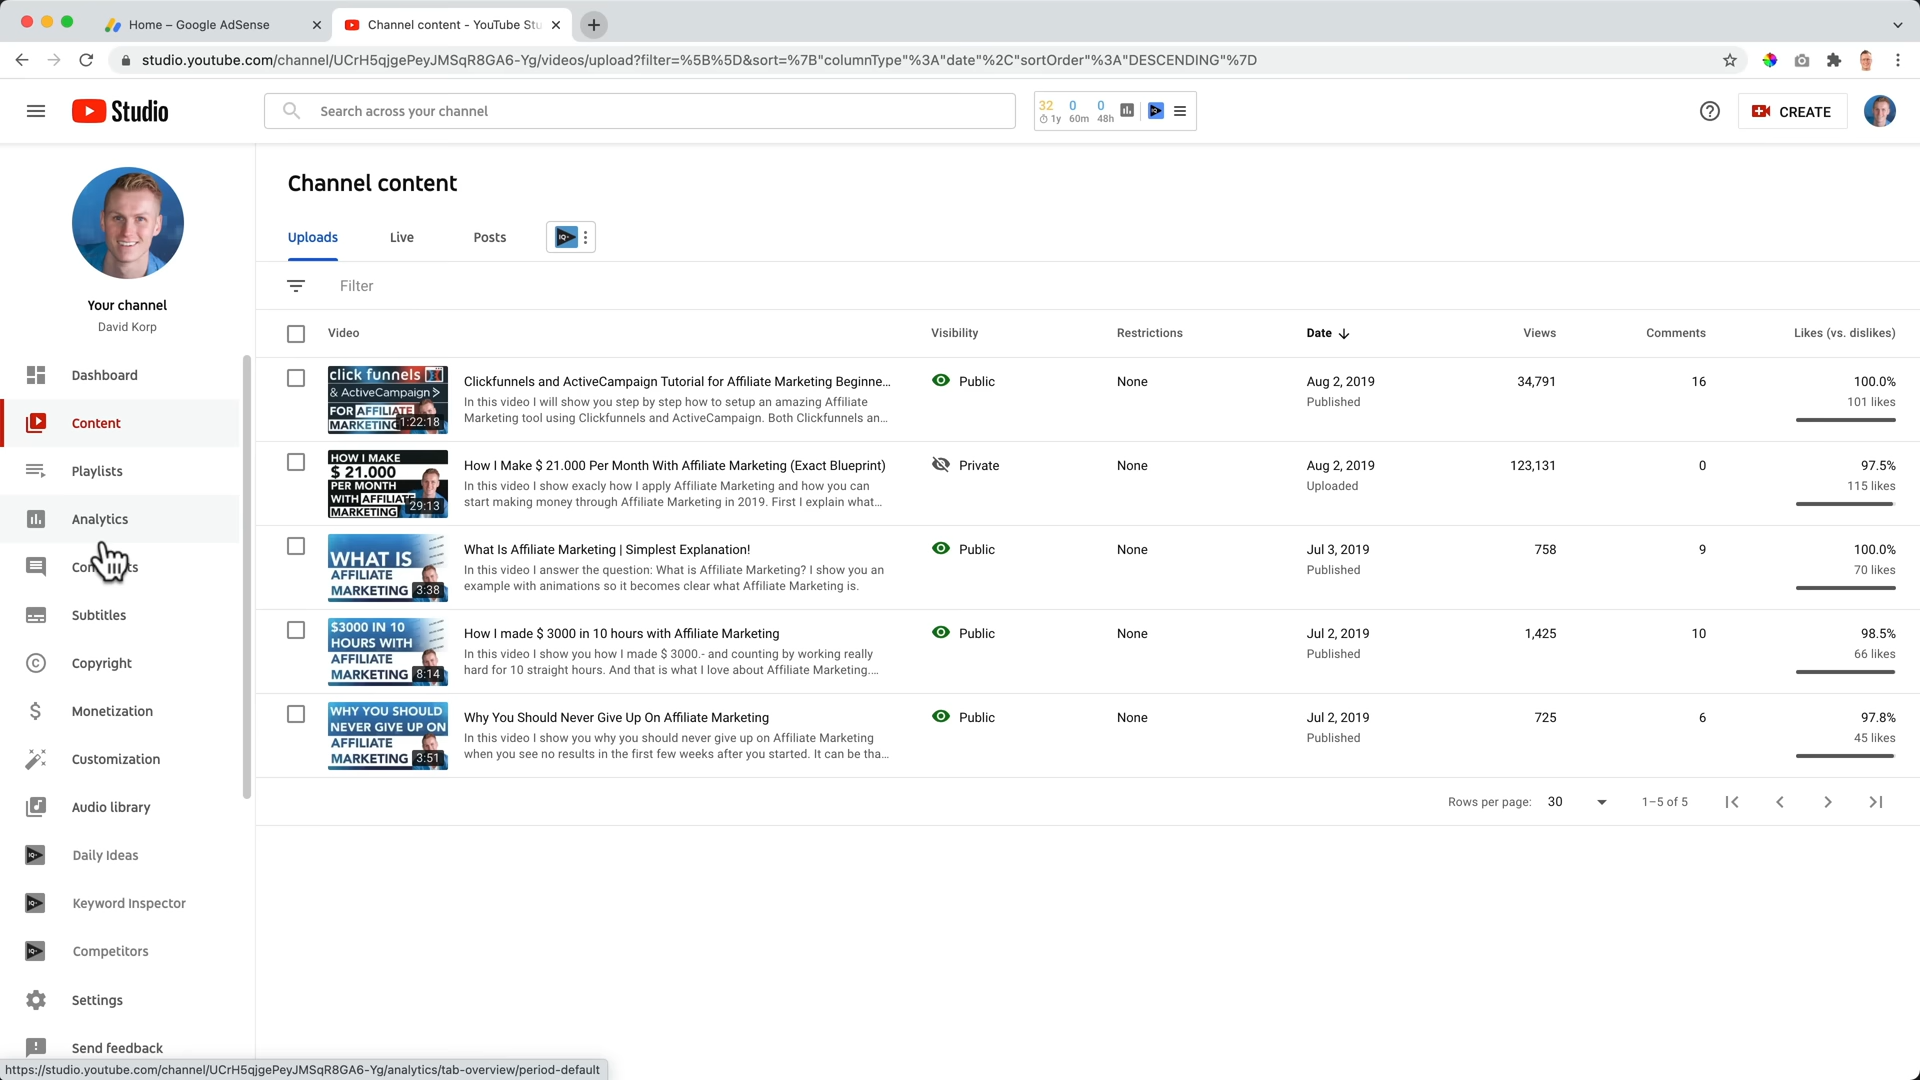 Home – Google AdSense
Channel content - YouTube Stu
studio.youtube.com/channel/UCrH5qjgePeyJMSqR8GA6-Yg/videos/upload?filter=%5B%5D&sort=%7B"columnType"%3A"date"%2C"sortOrder"%3A"DESCENDING"%7D
Studio
Search across your channel
32 0 0
1y 60m 48h
CREATE
Your channel
David Korp
Dashboard
Content
Playlists
Analytics
Subtitles
Copyright
Monetization
Customization
Audio library
Daily Ideas
Keyword Inspector
Competitors
Settings
Send feedback
Channel content
Uploads Live Posts
Filter
Video Visibility Restrictions Date Views Comments Likes (vs. dislikes)
click funnels
& ActiveCampaign >
FOR AFFILIATE
MARKETING 1:22:18
Clickfunnels and ActiveCampaign Tutorial for Affiliate Marketing Beginne...
In this video I will show you step by step how to setup an amazing Affiliate
Marketing tool using Clickfunnels and ActiveCampaign. Both Clickfunnels an...
Public None Aug 2, 2019 34,791 16 100.0%
Published 101 likes
HOW I MAKE
$ 21.000
PER MONTH
WITH AFFILIATE
MARKETING 29:13
How I Make $ 21.000 Per Month With Affiliate Marketing (Exact Blueprint)
In this video I show exacly how I apply Affiliate Marketing and how you can
start making money through Affiliate Marketing in 2019. First I explain what...
Private None Aug 2, 2019 123,131 0 97.5%
Uploaded 115 likes
WHAT IS
AFFILIATE
MARKETING 3:38
What Is Affiliate Marketing | Simplest Explanation!
In this video I answer the question: What is Affiliate Marketing? I show you an
example with animations so it becomes clear what Affiliate Marketing is.
Public None Jul 3, 2019 758 9 100.0%
Published 70 likes
$3000 IN 10
HOURS WITH
AFFILIATE
MARKETING 8:14
How I made $ 3000 in 10 hours with Affiliate Marketing
In this video I show you how I made $ 3000.- and counting by working really
hard for 10 straight hours. And that is what I love about Affiliate Marketing....
Public None Jul 2, 2019 1,425 10 98.5%
Published 66 likes
WHY YOU SHOULD
NEVER GIVE UP ON
AFFILIATE
MARKETING 3:51
Why You Should Never Give Up On Affiliate Marketing
In this video I show you why you should never give up on Affiliate Marketing
when you see no results in the first few weeks after you started. It can be tha...
Public None Jul 2, 2019 725 6 97.8%
Published 45 likes
Rows per page: 30 1–5 of 5
https://studio.youtube.com/channel/UCrH5qjgePeyJMSqR8GA6-Yg/analytics/tab-overview/period-default